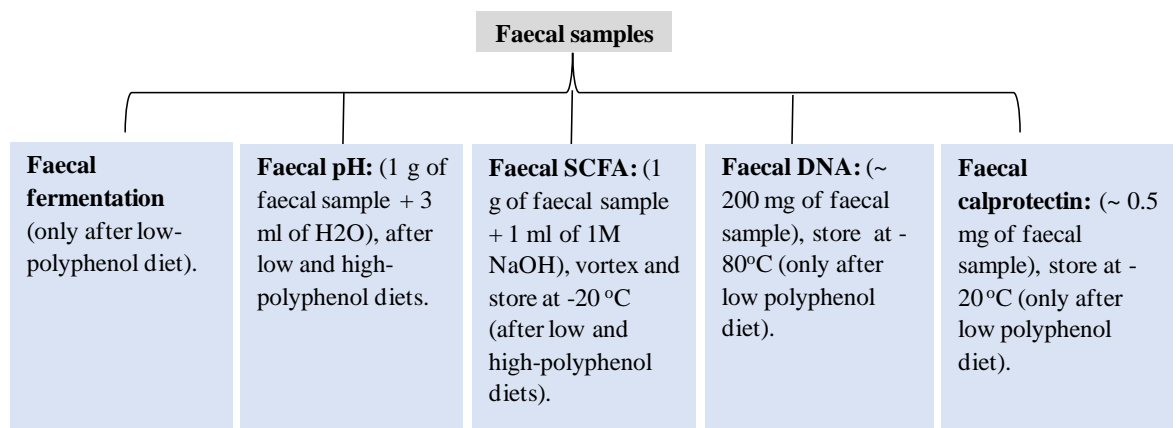 Faecal samples
Faecal
fermentation
(only after low-
polyphenol diet).
Faecal pH: (1 g of
faecal sample + 3
ml of H2O), after
low and high-
polyphenol diets.
Faecal SCFA: (1
g of faecal sample
+ 1 ml of 1M
NaOH), vortex and
store at -20 °C
(after low and
high-polyphenol
diets).
Faecal DNA: (~
200 mg of faecal
sample), store at -
80°C (only after
low polyphenol
diet).
Faecal
calprotectin: (~ 0.5
mg of faecal
sample), store at -
20 °C (only after
low polyphenol
diet).